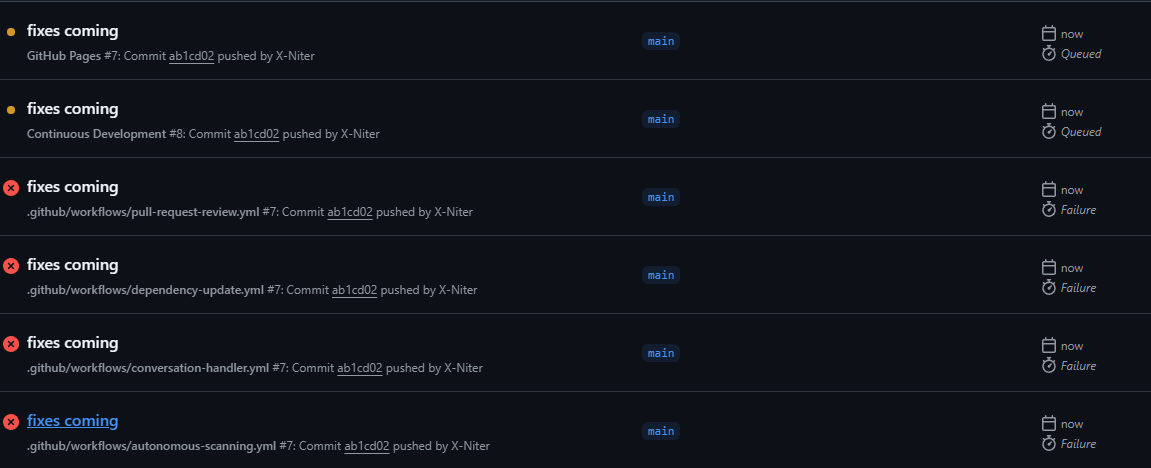 fixes coming
GitHub Pages #7: Commit ab1cd02 pushed by X-Niter
main
now
Queued
fixes coming
Continuous Development #8: Commit ab1cd02 pushed by X-Niter
main
now
Queued
fixes coming
.github/workflows/pull-request-review.yml #7: Commit ab1cd02 pushed by X-Niter
main
now
Failure
fixes coming
.github/workflows/dependency-update.yml #7: Commit ab1cd02 pushed by X-Niter
main
now
Failure
fixes coming
.github/workflows/conversation-handler.yml #7: Commit ab1cd02 pushed by X-Niter
main
now
Failure
fixes coming
.github/workflows/autonomous-scanning.yml #7: Commit ab1cd02 pushed by X-Niter
main
now
Failure